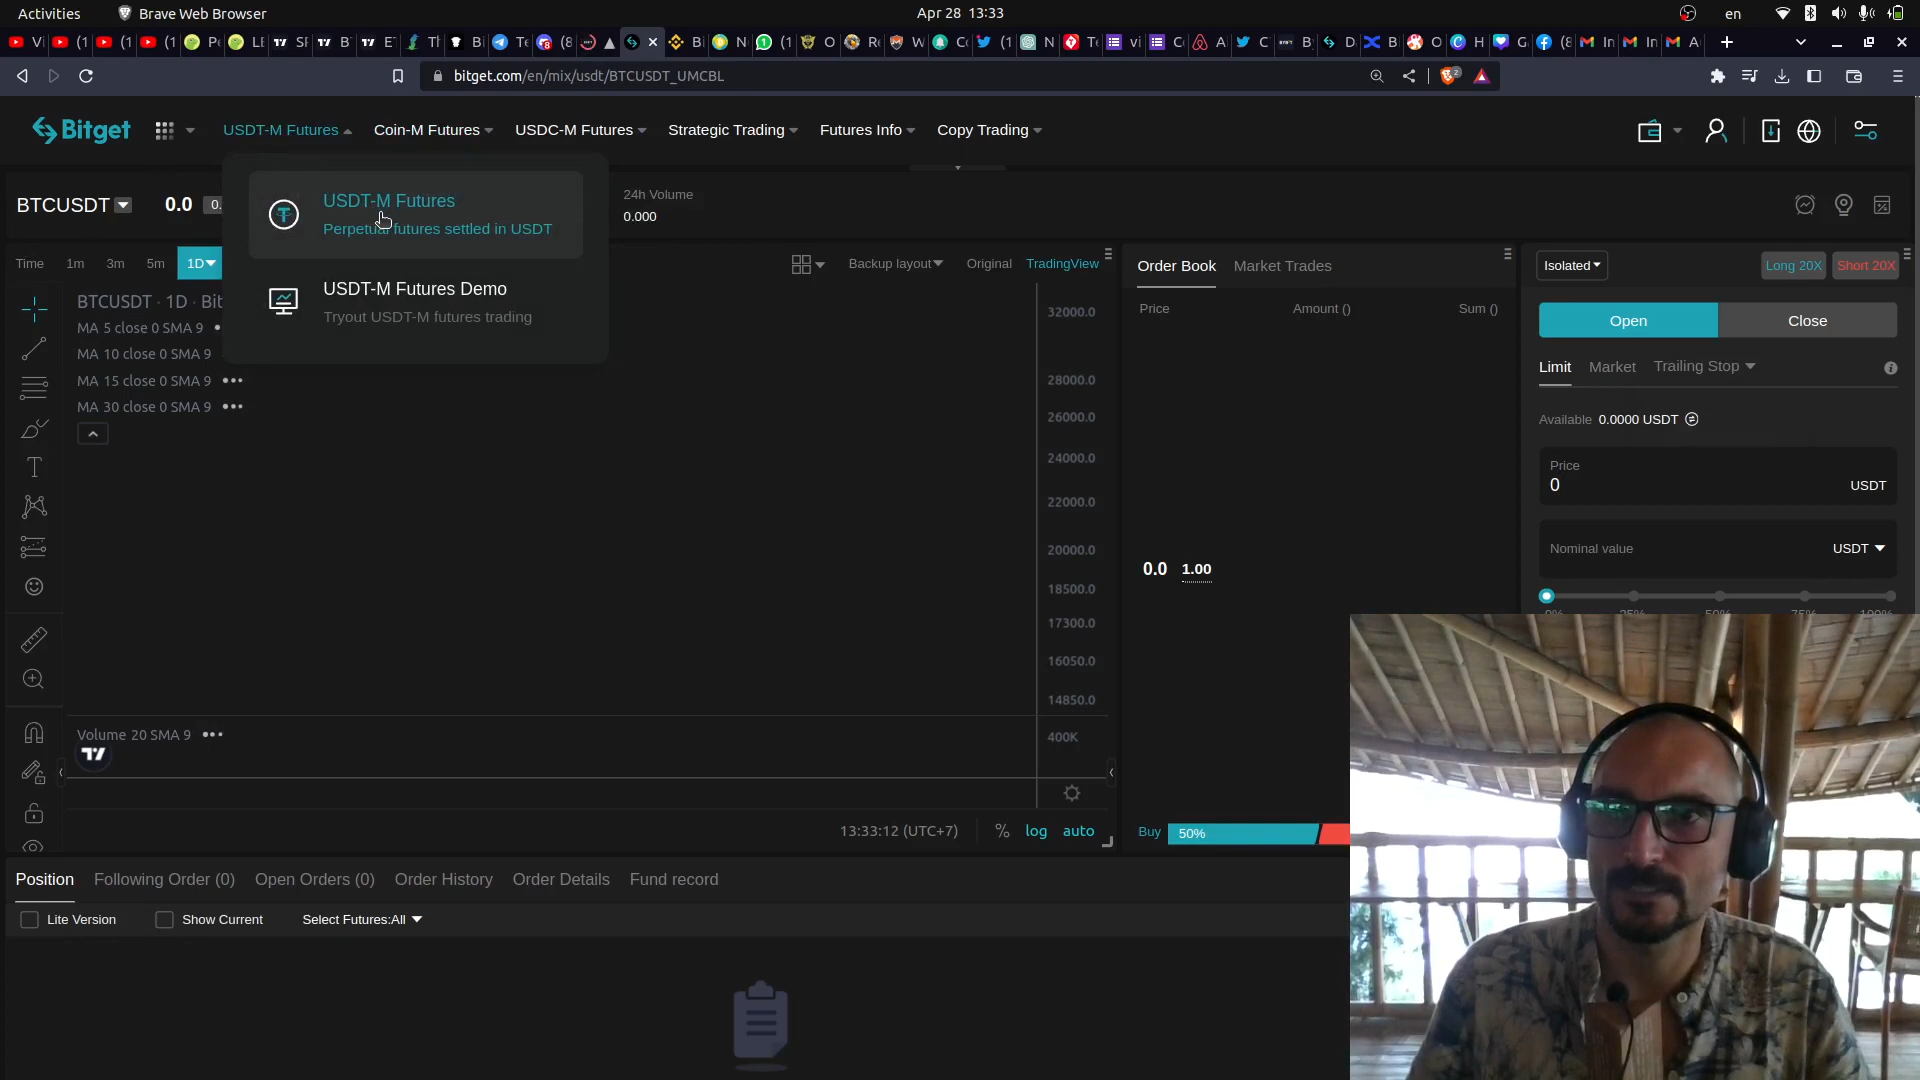 Activities
Brave Web Browser
Apr 28 13:33
en
bitget.com/en/mix/usdt/BTCUSDT_UMCBL
Bitget
USDT-M Futures
Coin-M Futures
USDC-M Futures
Strategic Trading
Futures Info
Copy Trading
USDT-M Futures
Perpetual futures settled in USDT
USDT-M Futures Demo
Tryout USDT-M futures trading
BTCUSDT
0.0
0.
24h Volume
0.000
Time
1m
3m
5m
1D
Backup layout
Original
TradingView
BTCUSDT · 1D · Bit
MA 5 close 0 SMA 9
MA 10 close 0 SMA 9
MA 15 close 0 SMA 9
MA 30 close 0 SMA 9
32000.0
28000.0
26000.0
24000.0
22000.0
20000.0
18500.0
17300.0
16050.0
14850.0
Volume 20 SMA 9
400K
13:33:12 (UTC+7)
%
log
auto
Order Book
Market Trades
Price
Amount ()
Sum ()
0.0
1.00
Buy
50%
Isolated
Long 20X
Short 20X
Open
Close
Limit
Market
Trailing Stop
Available 0.0000 USDT
Price
0
USDT
Nominal value
USDT
0%
25%
50%
75%
100%
Position
Following Order (0)
Open Orders (0)
Order History
Order Details
Fund record
Lite Version
Show Current
Select Futures:All